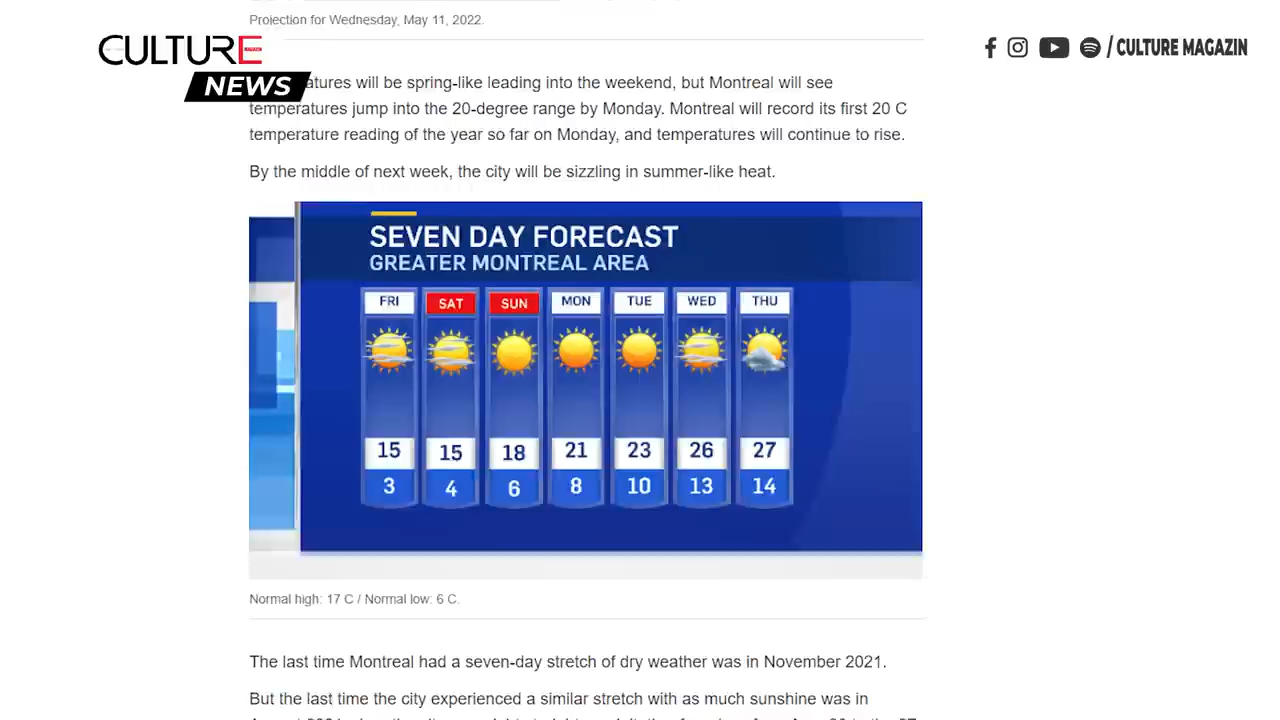 Projection for Wednesday, May 11, 2022.
CULTURE
NEWS
/ CULTURE MAGAZIN
atures will be spring-like leading into the weekend, but Montreal will see
temperatures jump into the 20-degree range by Monday. Montreal will record its first 20 C
temperature reading of the year so far on Monday, and temperatures will continue to rise.
By the middle of next week, the city will be sizzling in summer-like heat.
SEVEN DAY FORECAST
GREATER MONTREAL AREA
FRI SAT SUN MON TUE WED THU
15 15 18 21 23 26 27
3 4 6 8 10 13 14
Normal high: 17 C / Normal low: 6 C.
The last time Montreal had a seven-day stretch of dry weather was in November 2021.
But the last time the city experienced a similar stretch with as much sunshine was in